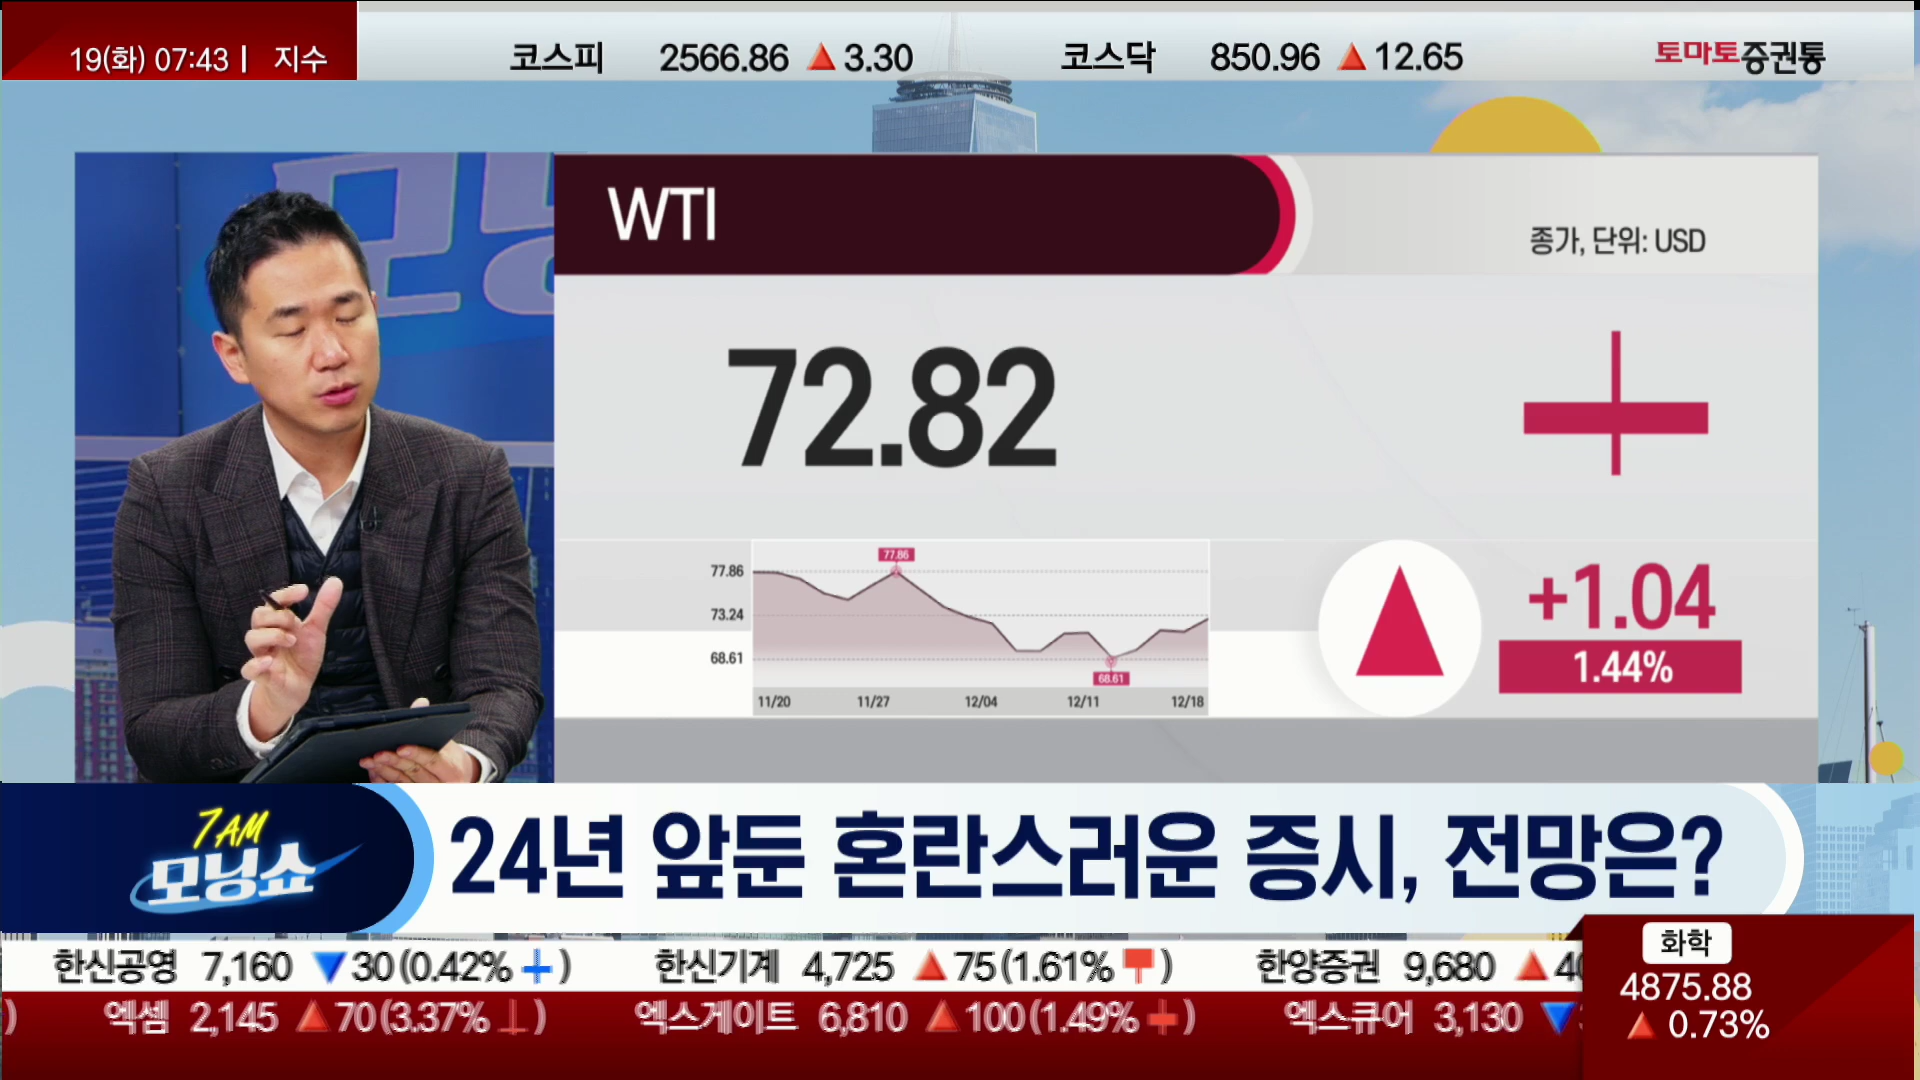 19(화) 07:43 | 지수
코스피 2566.86 ▲ 3.30
코스닥 850.96 ▲ 12.65
토마토증권통
WTI
종가, 단위: USD
72.82
77.86
77.86
73.24
68.61
68.61
11/20 11/27 12/04 12/11 12/18
+1.04
1.44%
7AM
모닝쇼
24년 앞둔 혼란스러운 증시, 전망은?
한신공영 7,160 ▼ 30 (0.42% ) 한신기계 4,725 ▲ 75 (1.61% ) 한양증권 9,680 ▲
) 엑셈 2,145 ▲ 70 (3.37% ) 엑스게이트 6,810 ▲ 100 (1.49% ) 엑스큐어 3,130 ▼
화학
4875.88
▲ 0.73%